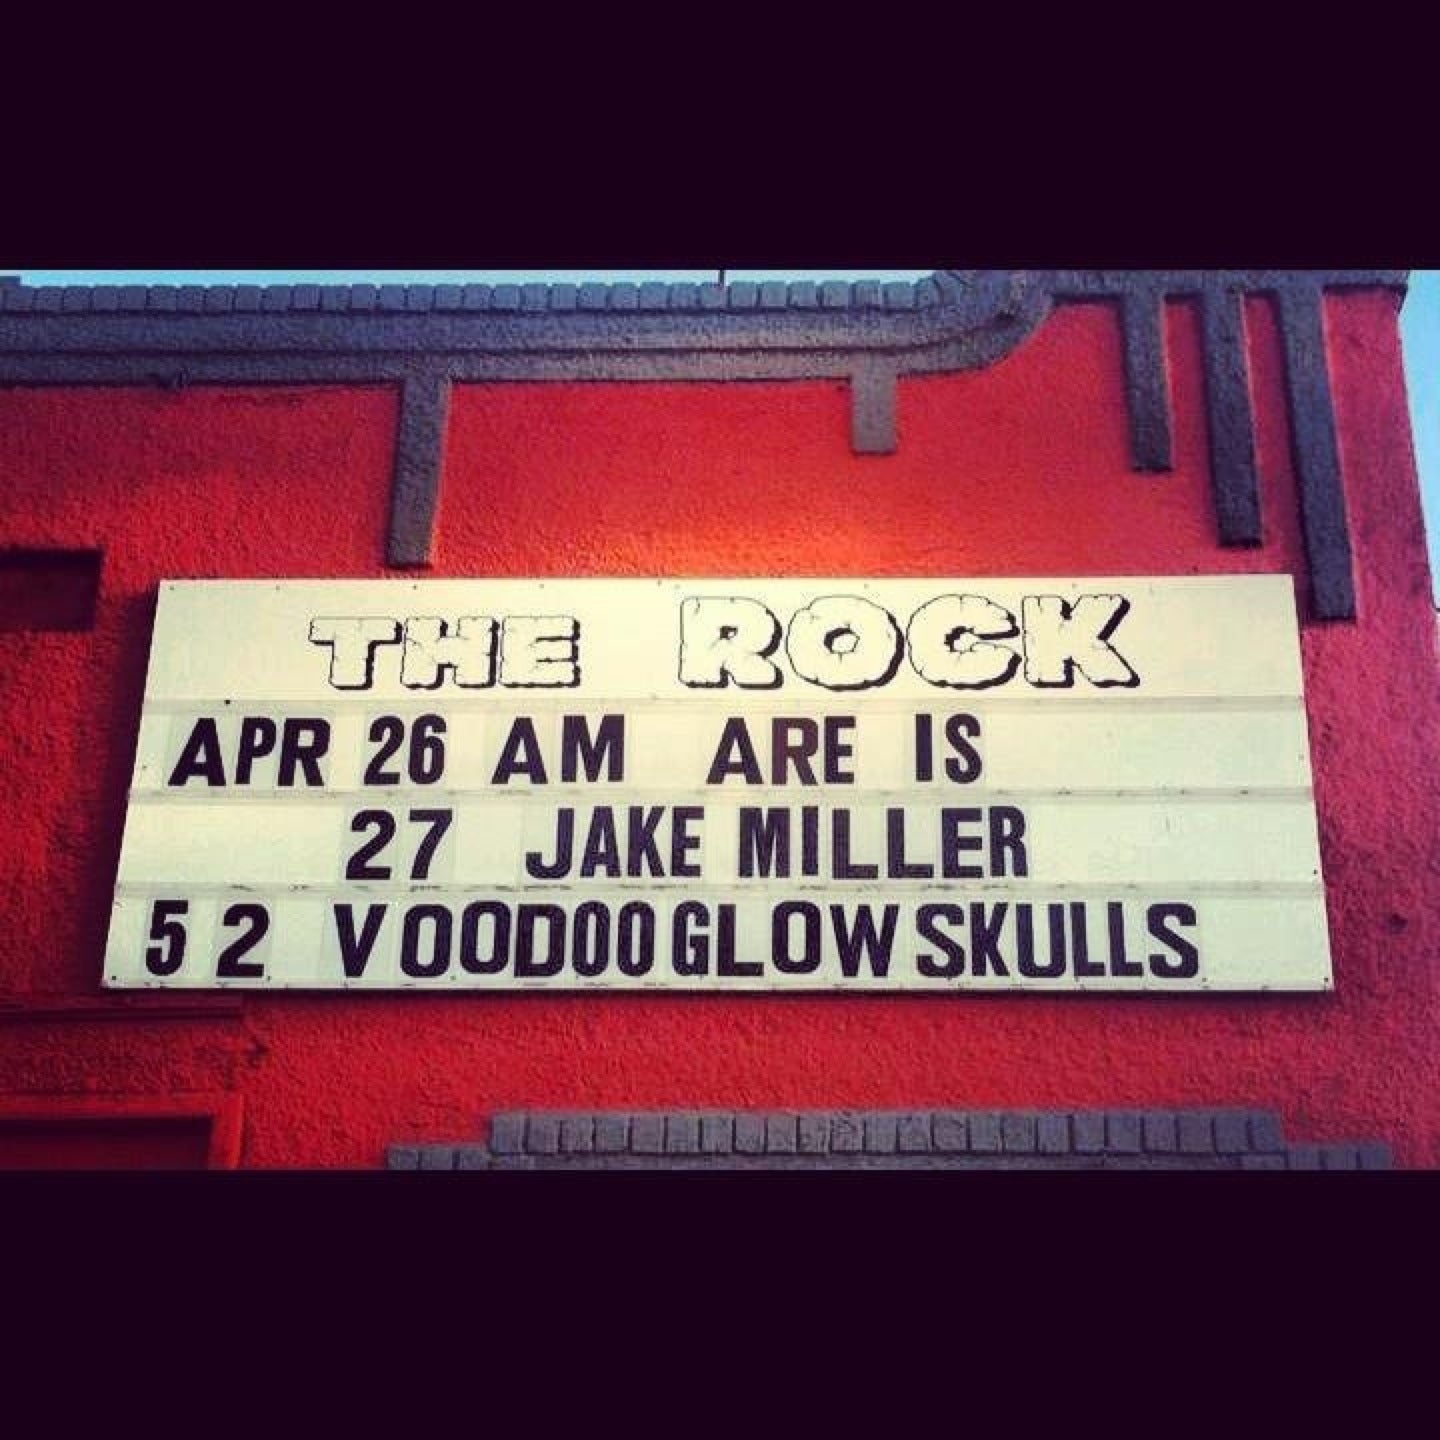 THE ROCK
APR 26 AM ARE IS
27 JAKE MILLER
5 2 VOODOO GLOW SKULLS